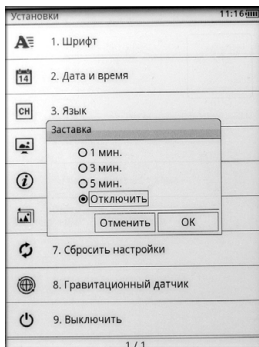 Установки 11:16
1. Шрифт
14
2. Дата и время
CH
3. Язык
Заставка
1 мин.
3 мин.
5 мин.
Отключить
Отменить
OK
7. Сбросить настройки
8. Гравитационный датчик
9. Выключить
1 / 1